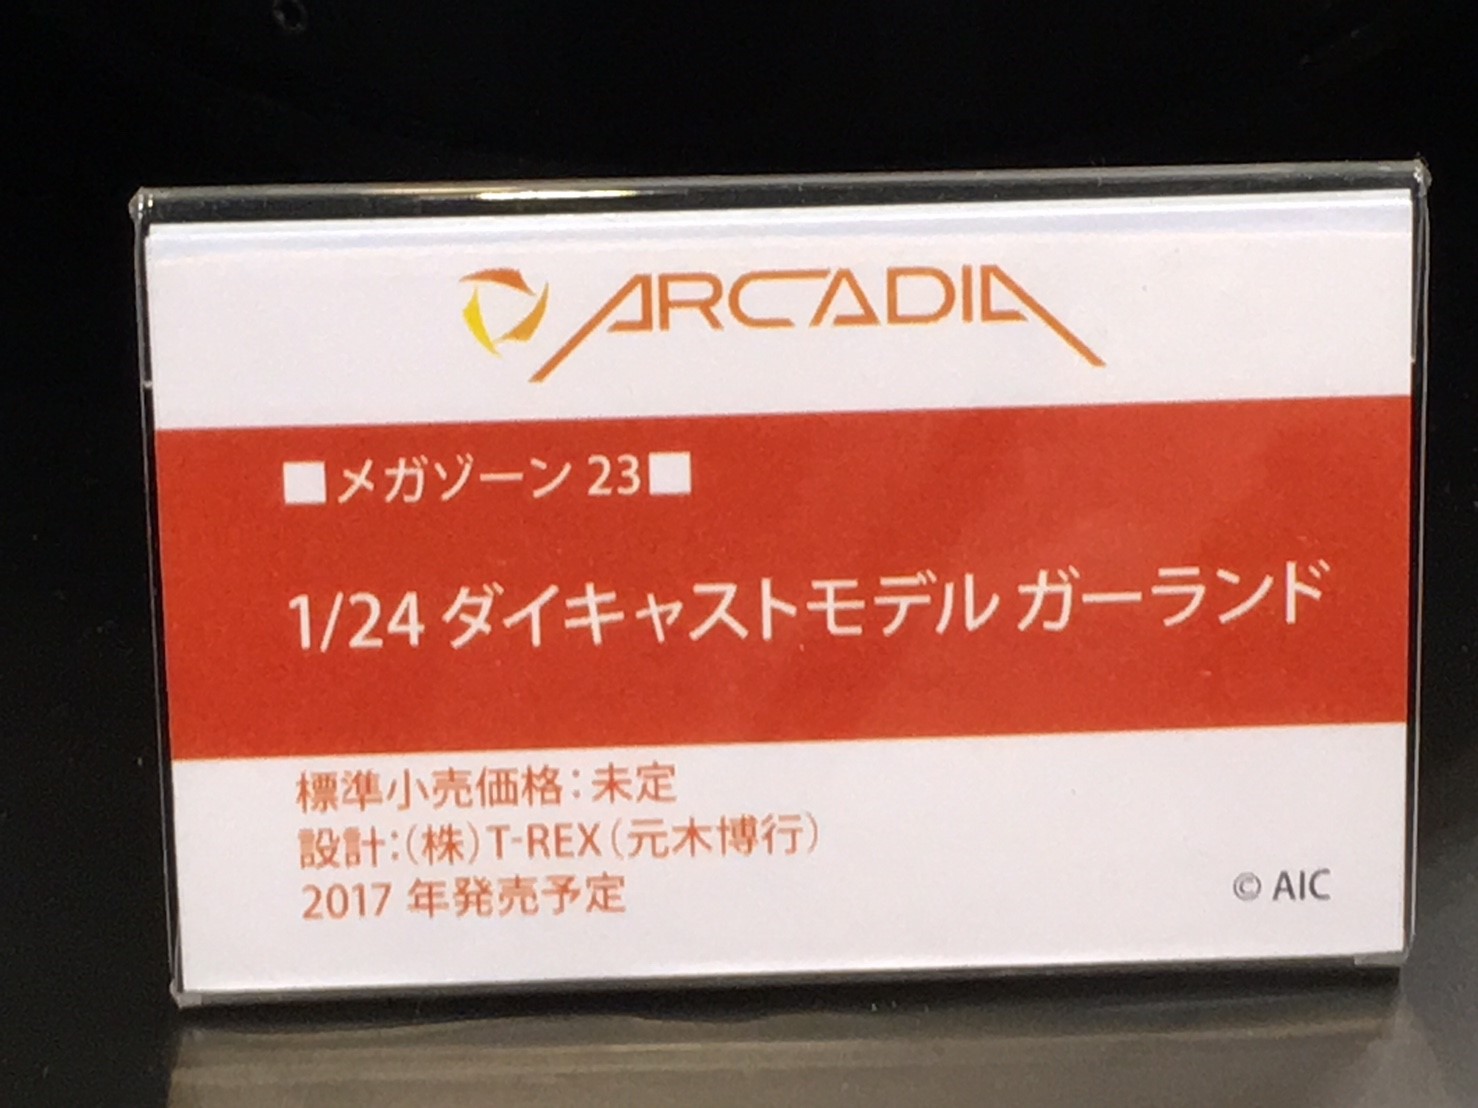 ARCADIA
■メガゾーン 23■
1/24 ダイキャストモデル ガーランド
標準小売価格：未定
設計：（株）T-REX（元木博行）
2017 年発売予定
© AIC